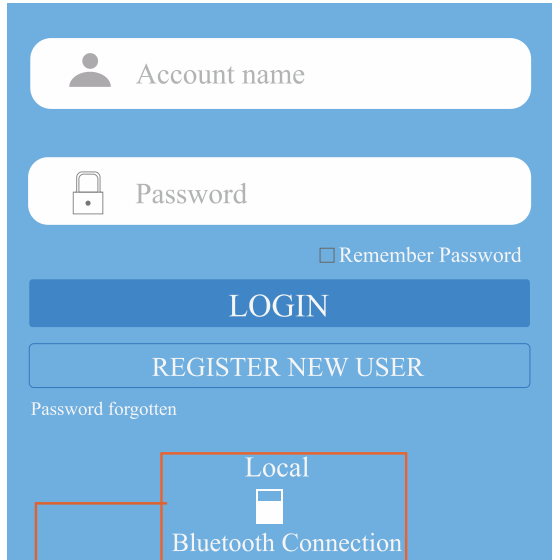 Account name
Password
Remember Password
LOGIN
REGISTER NEW USER
Password forgotten
Local
Bluetooth Connection